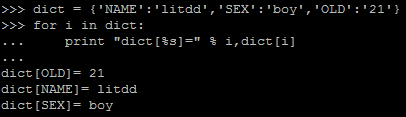 >>> dict = {'NAME':'litdd','SEX':'boy','OLD':'21'}
>>> for i in dict:
...     print "dict[%s]=" % i,dict[i]
...
dict[OLD]= 21
dict[NAME]= litdd
dict[SEX]= boy